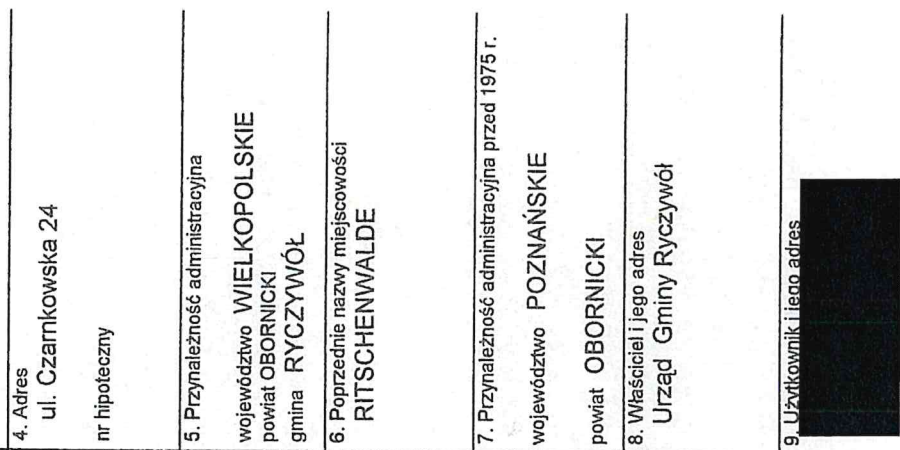 4. Adres
ul. Czarnkowska 24
nr hipoteczny
5. Przynależność administracyjna
województwo WIELKOPOLSKIE
powiat OBORNICKI
gmina RYCZYWÓŁ
6. Poprzednie nazwy miejscowości
RITSCHENWALDE
7. Przynależność administracyjna przed 1975 r.
województwo POZNAŃSKIE
powiat OBORNICKI
8. Właściciel i jego adres
Urząd Gminy Ryczywół
9. Użytkownik i jego adres